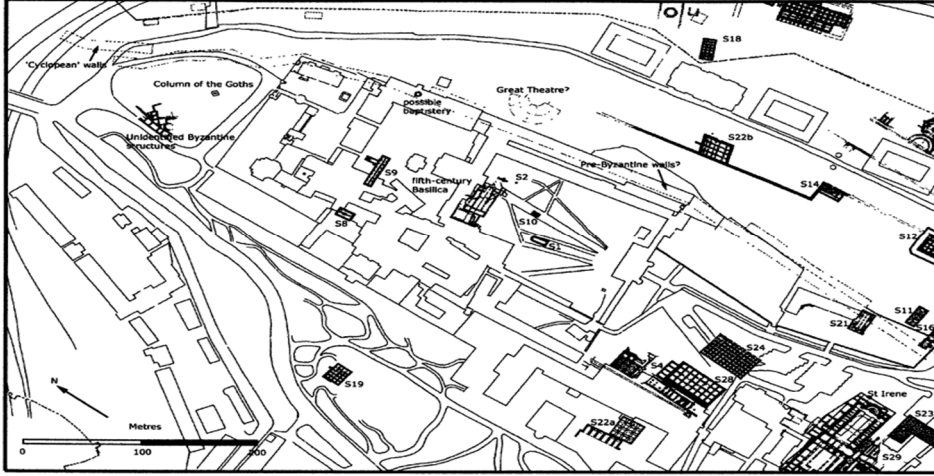 S18
'Cyclopean' walls
Column of the Goths
Great Theatre?
possible
baptistery
Unidentified Byzantine
structures
S22b
Pre-Byzantine walls?
S9
fifth-century
Basilica
S2
S14
S8
S10
S1
S12
S11
S21
S16
S24
S4
S28
S19
N
St Irene
Metres
S22a
S23
0
100
200
S29